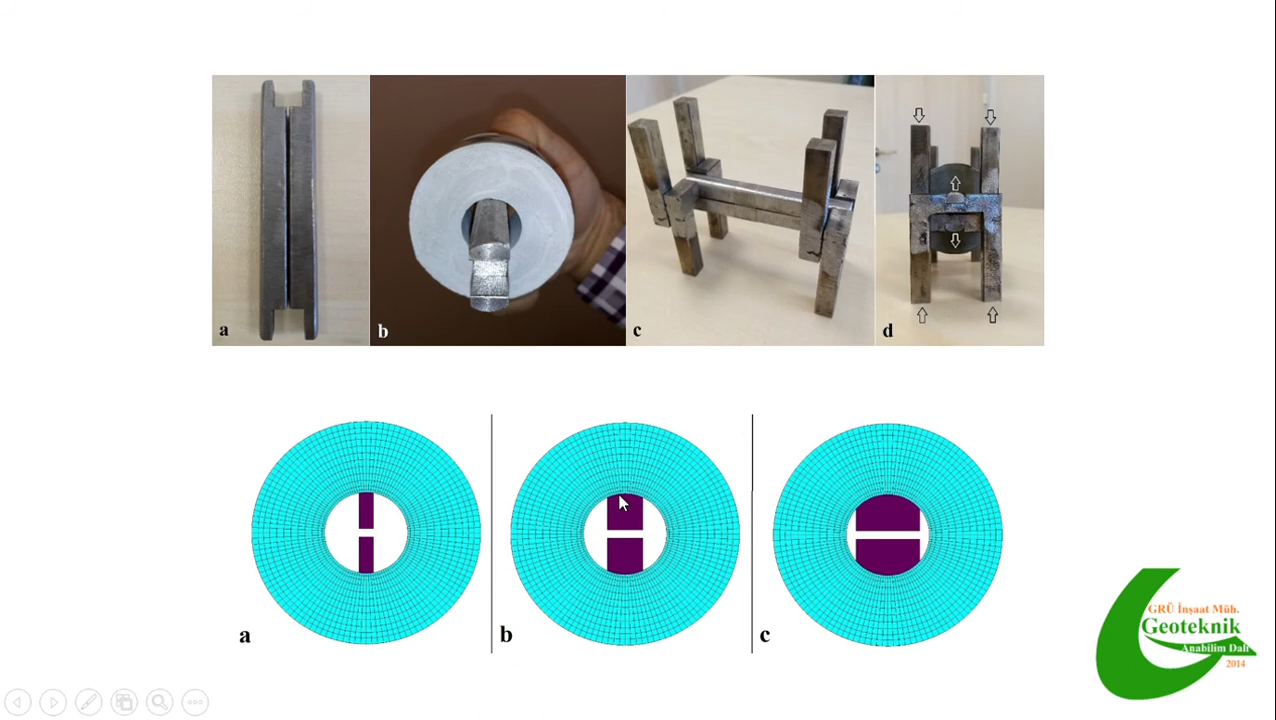 a
b
c
d
a
b
c
GRÜ İnşaat Müh.
Geoteknik
Anabilim Dalı
2014